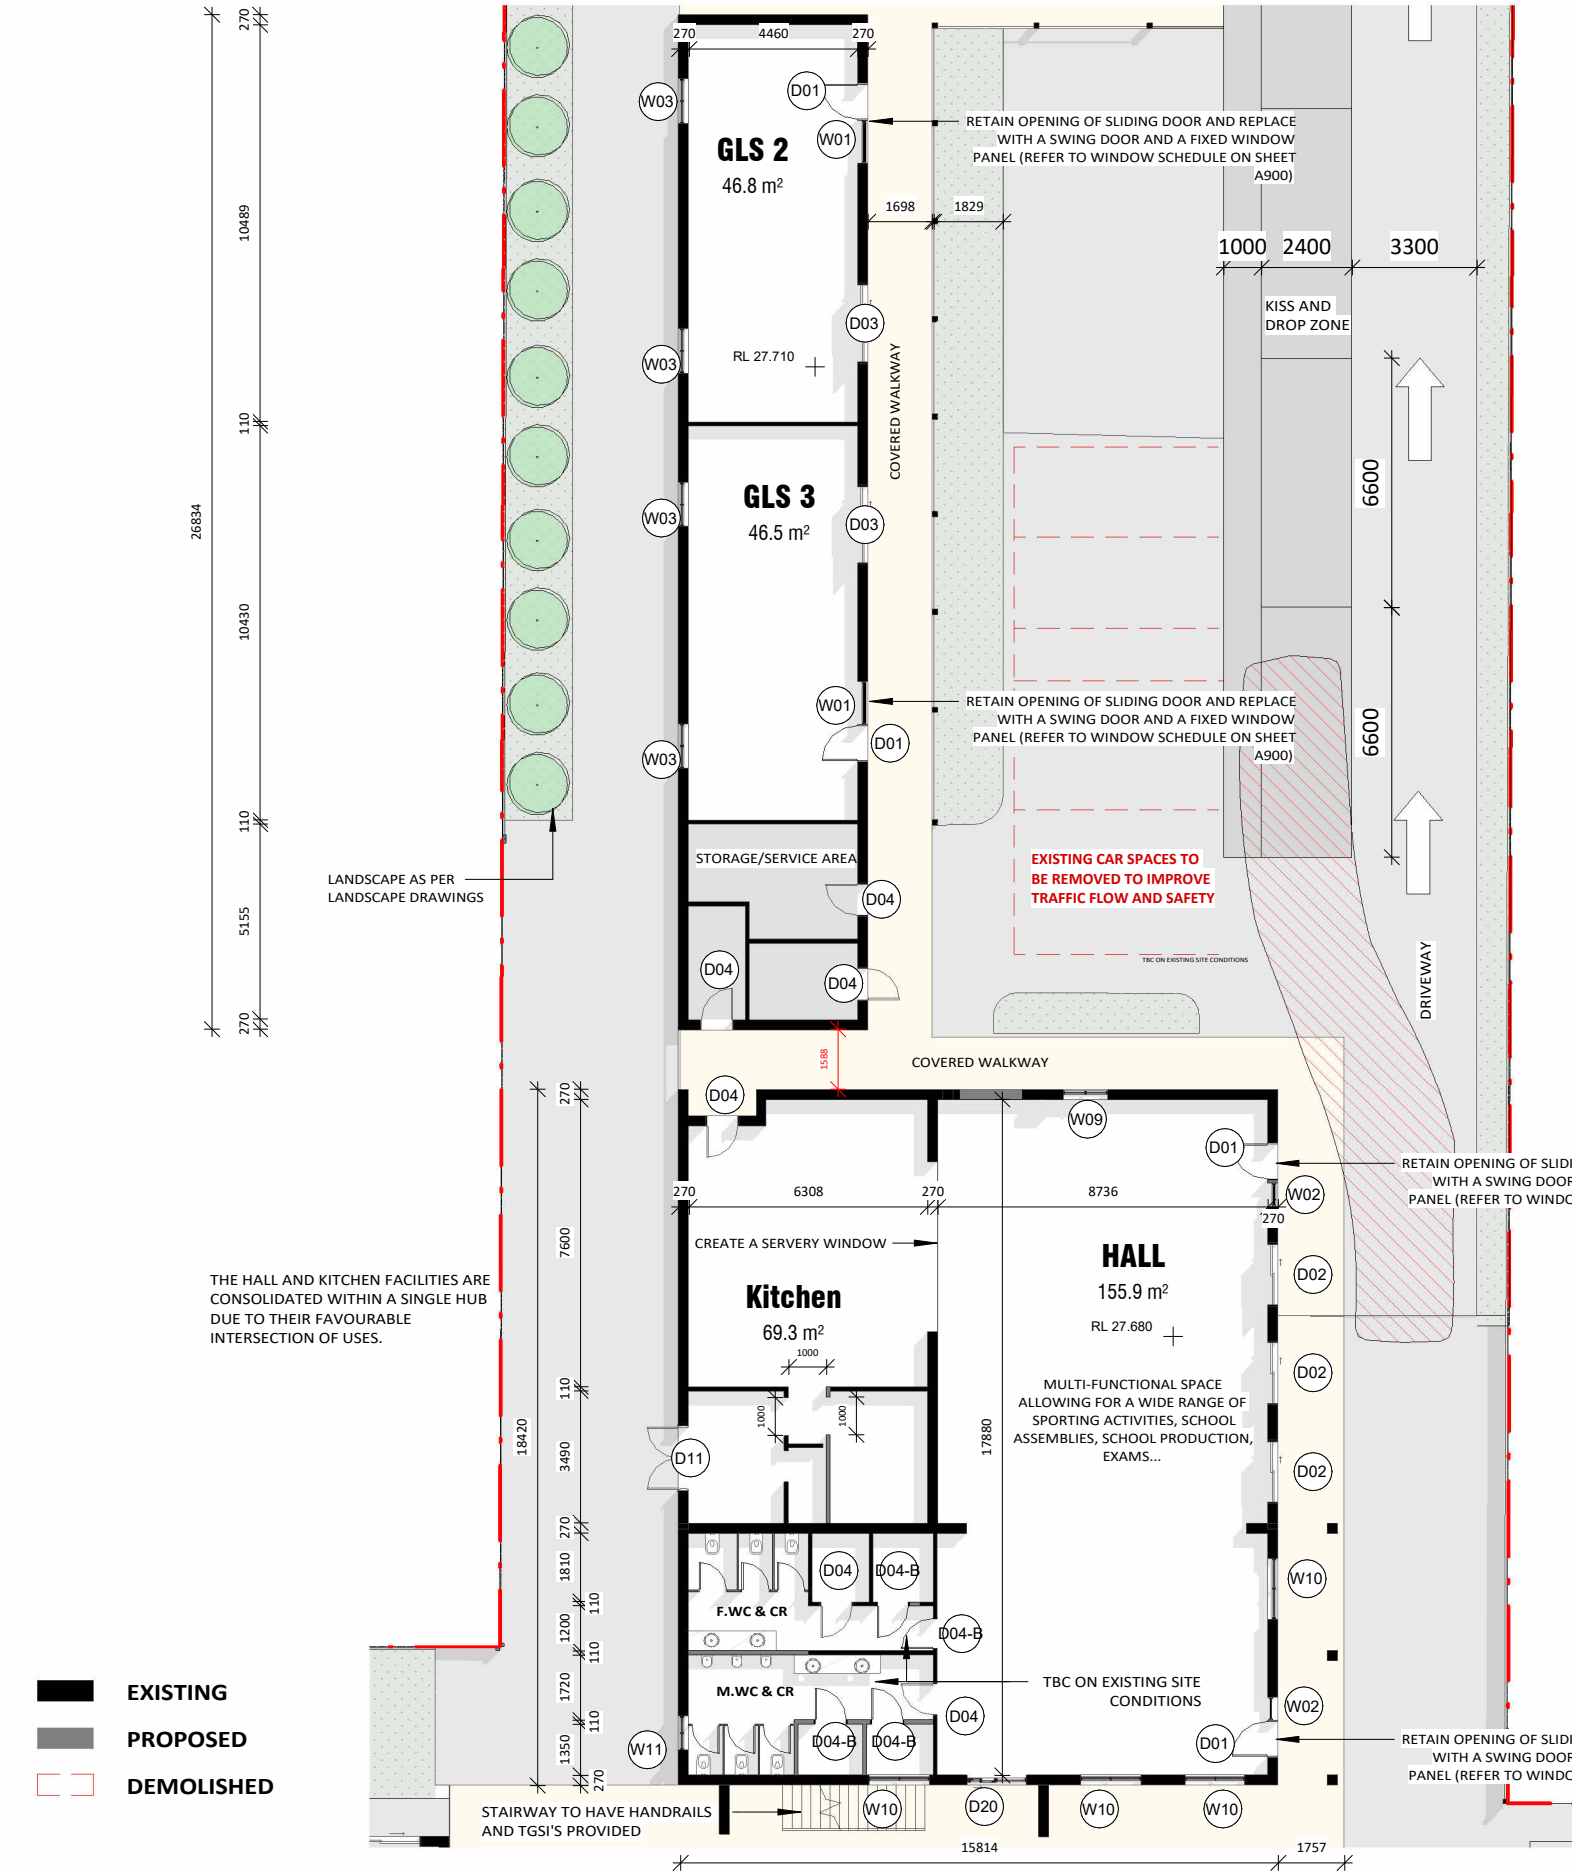 270
4460
270
270
W03
D01
W01
GLS 2
46.8 m²
RETAIN OPENING OF SLIDING DOOR AND REPLACE
WITH A SWING DOOR AND A FIXED WINDOW
PANEL (REFER TO WINDOW SCHEDULE ON SHEET
A900)
10489
1698
1829
1000
2400
3300
KISS AND
DROP ZONE
D03
W03
RL 27.710
COVERED WALKWAY
110
6600
GLS 3
46.5 m²
W03
D03
26834
10430
W01
D01
RETAIN OPENING OF SLIDING DOOR AND REPLACE
WITH A SWING DOOR AND A FIXED WINDOW
PANEL (REFER TO WINDOW SCHEDULE ON SHEET
A900)
6600
W03
110
STORAGE/SERVICE AREA
EXISTING CAR SPACES TO
BE REMOVED TO IMPROVE
TRAFFIC FLOW AND SAFETY
LANDSCAPE AS PER
LANDSCAPE DRAWINGS
D04
5155
D04
D04
TBC ON EXISTING SITE CONDITIONS
DRIVEWAY
270
1588
COVERED WALKWAY
270
D04
W09
D01
RETAIN OPENING OF SLIDI
WITH A SWING DOOR
PANEL (REFER TO WINDO
270
6308
270
8736
W02
270
7600
CREATE A SERVERY WINDOW
HALL
155.9 m²
D02
THE HALL AND KITCHEN FACILITIES ARE
CONSOLIDATED WITHIN A SINGLE HUB
DUE TO THEIR FAVOURABLE
INTERSECTION OF USES.
Kitchen
69.3 m²
RL 27.680
1000
D02
110
MULTI-FUNCTIONAL SPACE
ALLOWING FOR A WIDE RANGE OF
SPORTING ACTIVITIES, SCHOOL
ASSEMBLIES, SCHOOL PRODUCTION,
EXAMS...
1000
1000
18420
17880
3490
D11
D02
270
1810
D04
D04-B
W10
110
F.WC & CR
1200
D04-B
110
1720
M.WC & CR
TBC ON EXISTING SITE
CONDITIONS
EXISTING
W02
D04
110
PROPOSED
1350
W11
D04-B
D04-B
D01
RETAIN OPENING OF SLIDI
WITH A SWING DOOR
PANEL (REFER TO WINDO
270
DEMOLISHED
STAIRWAY TO HAVE HANDRAILS
AND TGSI'S PROVIDED
W10
D20
W10
W10
15814
1757